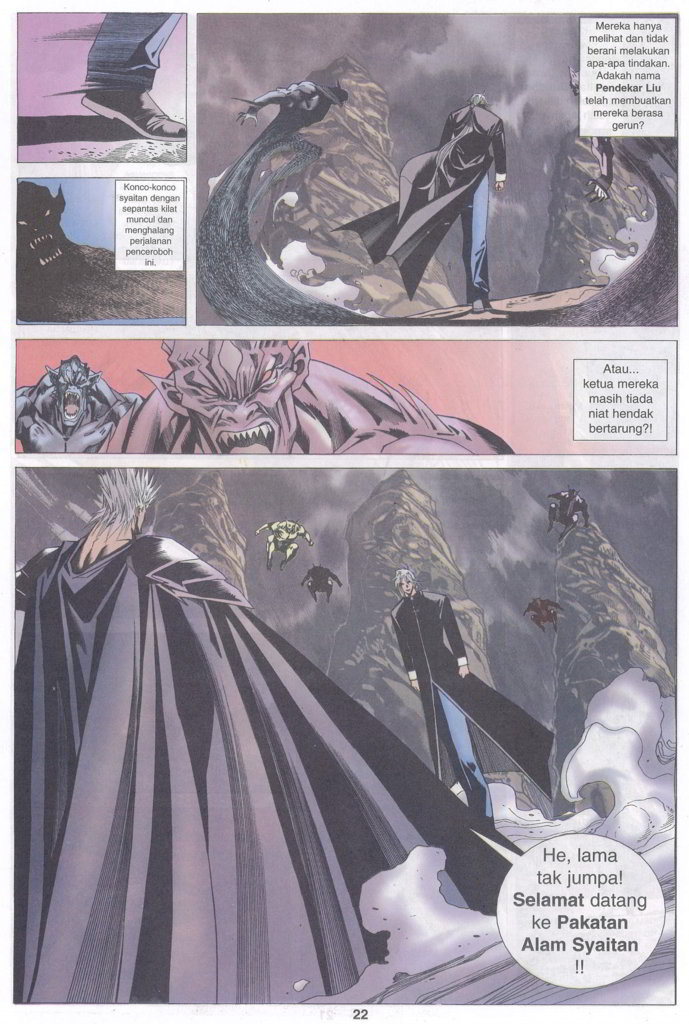 Konco-konco
syaitan dengan
sepantas kilat
muncul dan
menghalang
perjalanan
penceroboh
ini.
Mereka hanya
melihat dan tidak
berani melakukan
apa-apa tindakan.
Adakah nama
Pendekar Liu
telah membuatkan
mereka berasa
gerun?
Atau...
ketua mereka
masih tiada
niat hendak
bertarung?!
He, lama
tak jumpa!
Selamat datang
ke Pakatan
Alam Syaitan
!!
22